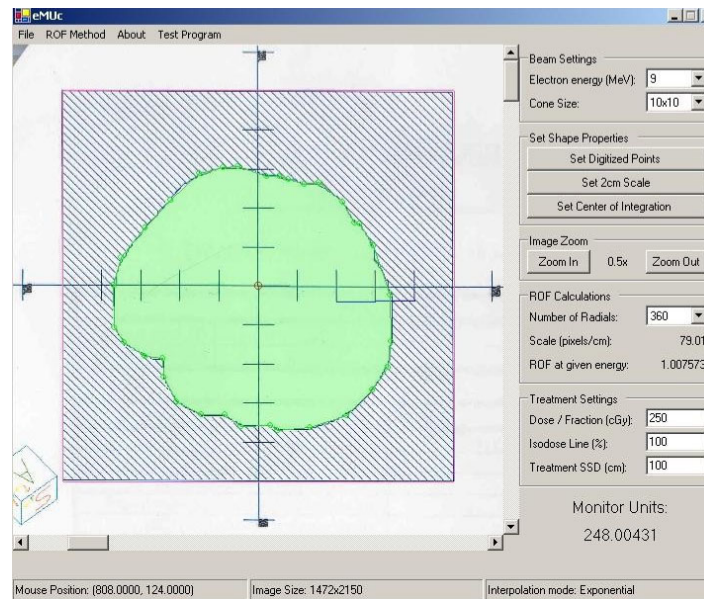 eMUc
File ROF Method About Test Program
Beam Settings
Electron energy (MeV): 9
Cone Size: 10x10
Set Shape Properties
Set Digitized Points
Set 2cm Scale
Set Center of Integration
Image Zoom
Zoom In 0.5x Zoom Out
ROF Calculations
Number of Radials: 360
Scale (pixels/cm): 79.01
ROF at given energy: 1.007573
Treatment Settings
Dose / Fraction (cGy): 250
Isodose Line (%): 100
Treatment SSD (cm): 100
Monitor Units:
248.00431
Mouse Position: (808.0000, 124.0000) Image Size: 1472x2150 Interpolation mode: Exponential